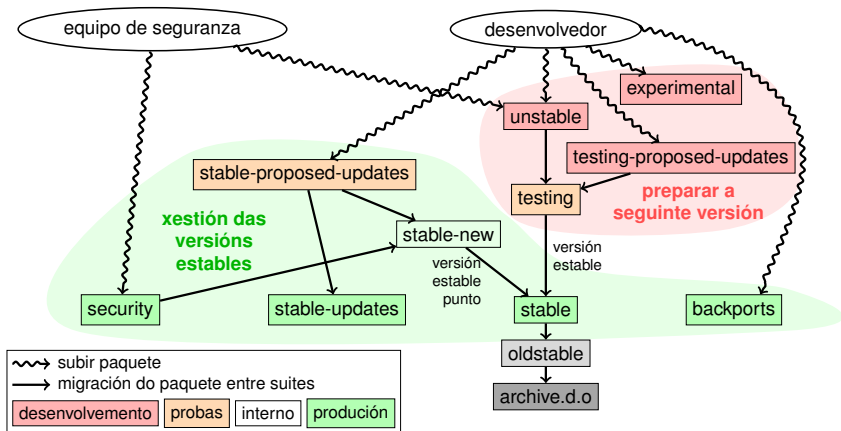 equipo de seguranza
desenvolvedor
experimental
unstable
testing-proposed-updates
stable-proposed-updates
testing
preparar a
seguinte versión
xestión das
versións
estables
stable-new
versión
estable
versión
estable
punto
security
stable-updates
stable
backports
oldstable
archive.d.o
subir paquete
migración do paquete entre suites
desenvolvemento
probas
interno
produción